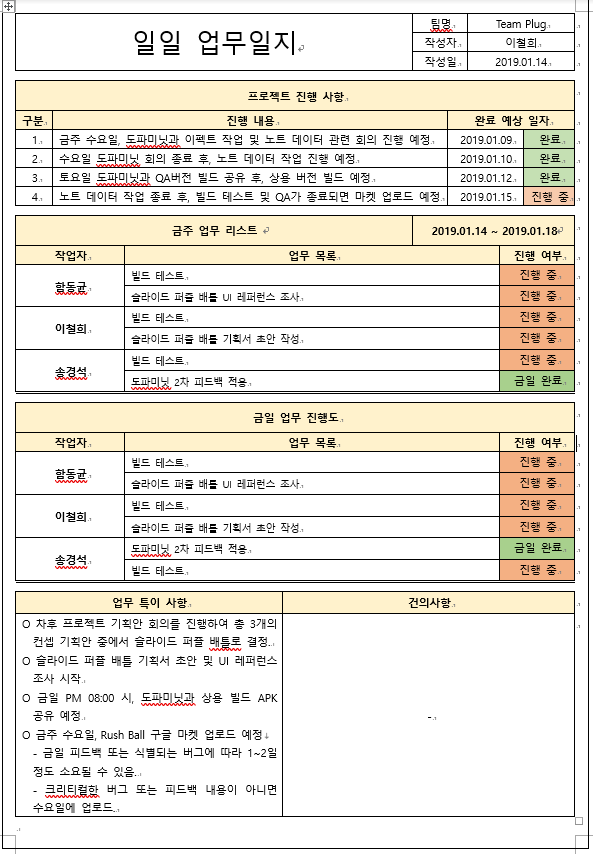 일일 업무일지
팀명 Team Plug
작성자 이철희
작성일 2019.01.14
프로젝트 진행 사항
구분 진행 내용 완료 예상 일자
1 금주 수요일, 도파미닛과 이펙트 작업 및 노트 데이터 관련 회의 진행 예정 2019.01.09 완료
2 수요일 도파미닛 회의 종료 후, 노트 데이터 작업 진행 예정 2019.01.10 완료
3 토요일 도파미닛과 QA버전 빌드 공유 후, 상용 버전 빌드 예정 2019.01.12 완료
4 노트 데이터 작업 종료 후, 빌드 테스트 및 QA가 종료되면 마켓 업로드 예정 2019.01.15 진행 중
금주 업무 리스트 2019.01.14 ~ 2019.01.18
작업자 업무 목록 진행 여부
함동균 빌드 테스트 진행 중
슬라이드 퍼즐 배틀 UI 레퍼런스 조사 진행 중
이철희 빌드 테스트 진행 중
슬라이드 퍼즐 배틀 기획서 초안 작성 진행 중
송경석 빌드 테스트 진행 중
도파미닛 2차 피드백 적용 금일 완료
금일 업무 진행도
작업자 업무 목록 진행 여부
함동균 빌드 테스트 진행 중
슬라이드 퍼즐 배틀 UI 레퍼런스 조사 진행 중
이철희 빌드 테스트 진행 중
슬라이드 퍼즐 배틀 기획서 초안 작성 진행 중
송경석 도파미닛 2차 피드백 적용 금일 완료
빌드 테스트 진행 중
업무 특이 사항 건의사항
O 차후 프로젝트 기획안 회의를 진행하여 총 3개의
컨셉 기획안 중에서 슬라이드 퍼플 배틀로 결정.
O 슬라이드 퍼플 배틀 기획서 초안 및 UI 레퍼런스
조사 시작
O 금일 PM 08:00 시, 도파미닛과 상용 빌드 APK
공유 예정
O 금주 수요일, Rush Ball 구글 마켓 업로드 예정
- 금일 피드백 또는 식별되는 버그에 따라 1~2일
정도 소요될 수 있음.
- 크리티컬한 버그 또는 피드백 내용이 아니면
수요일에 업로드.
-